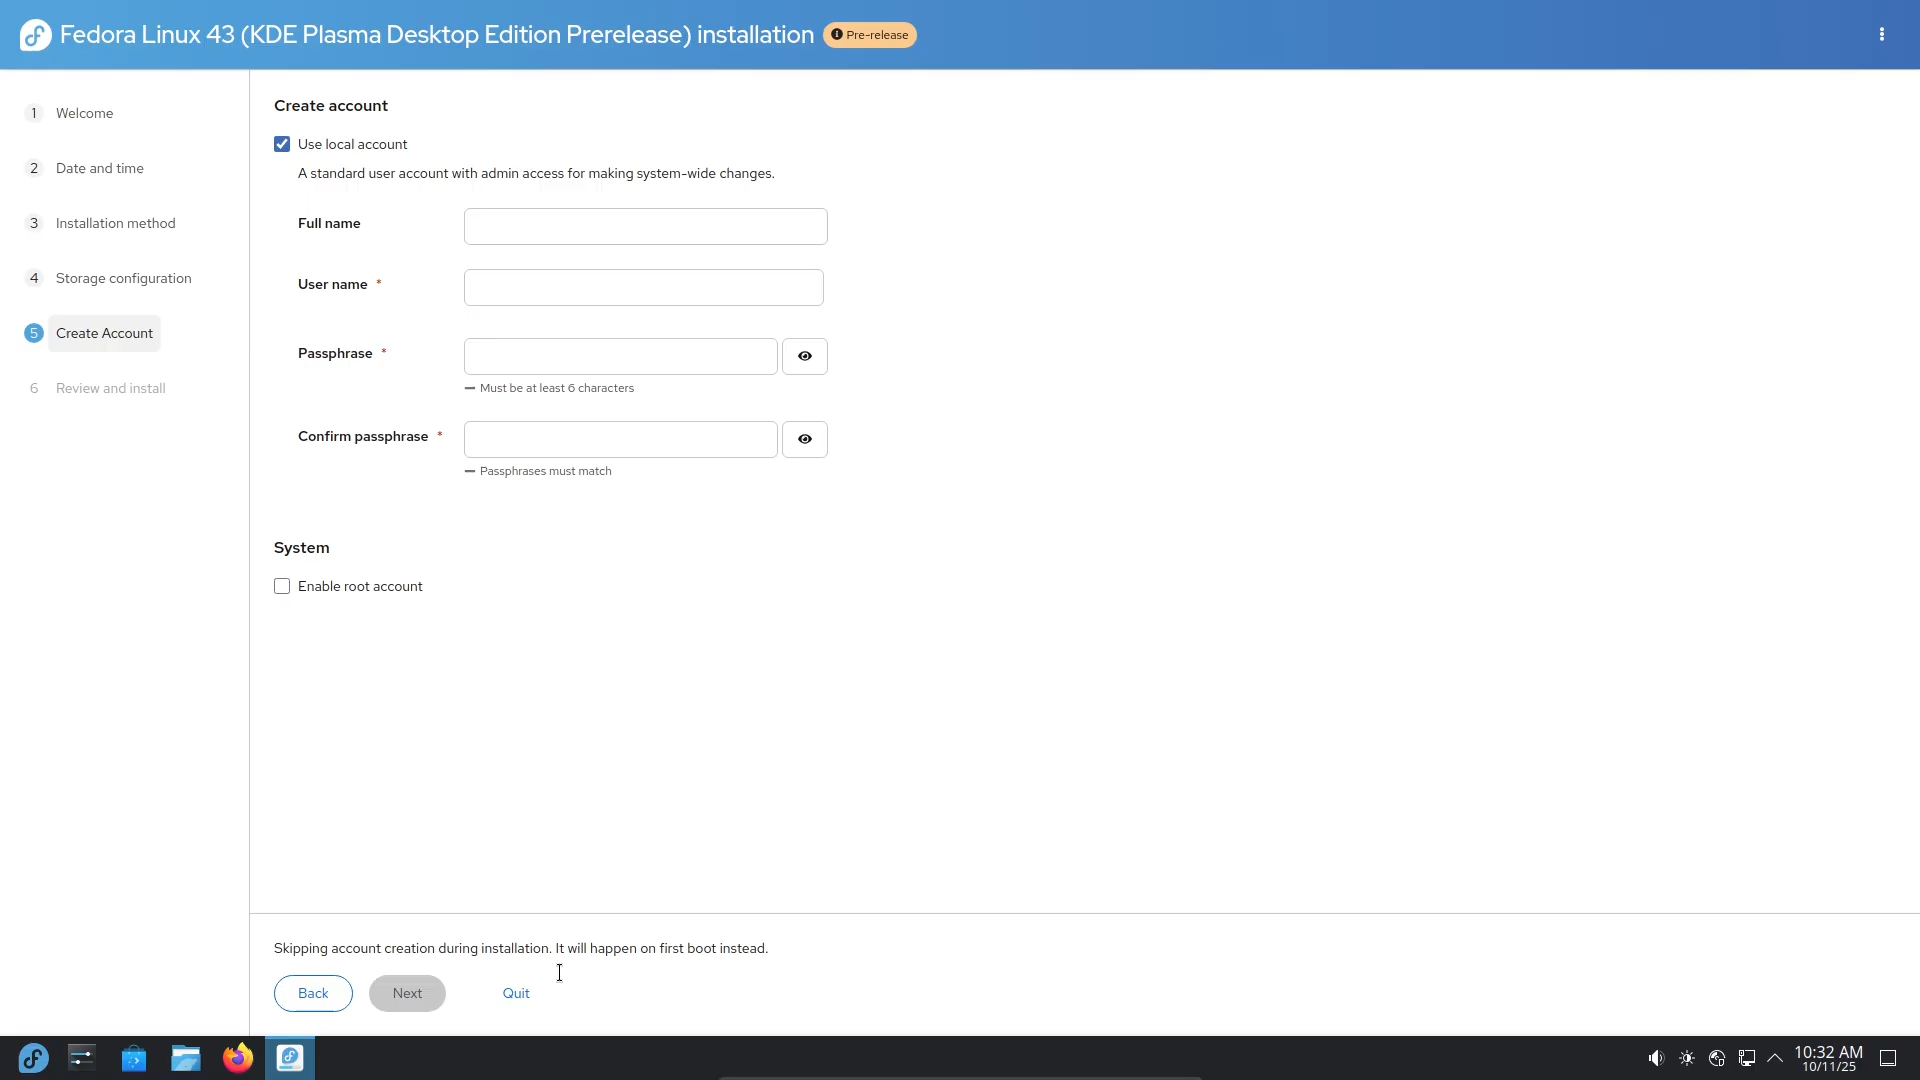 Fedora Linux 43 (KDE Plasma Desktop Edition Prerelease) installation Pre-release
1 Welcome
2 Date and time
3 Installation method
4 Storage configuration
5 Create Account
6 Review and install
Create account
Use local account
A standard user account with admin access for making system-wide changes.
Full name
User name *
Passphrase *
Must be at least 6 characters
Confirm passphrase *
Passphrases must match
System
Enable root account
Skipping account creation during installation. It will happen on first boot instead.
Back Next Quit
10:32 AM
10/11/25